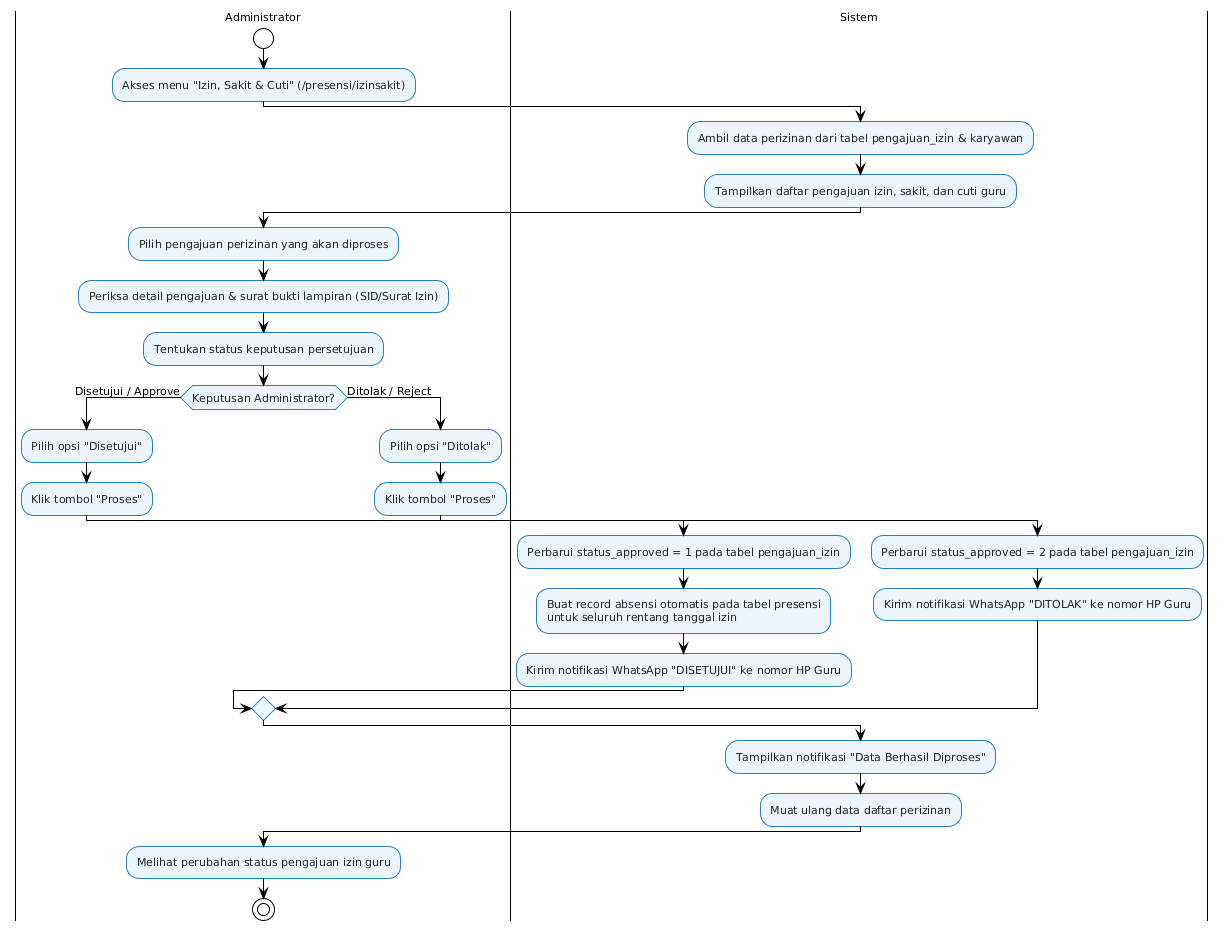 Administrator
Sistem
Akses menu "Izin, Sakit & Cuti" (/presensi/izinsakit)
Ambil data perizinan dari tabel pengajuan_izin & karyawan
Tampilkan daftar pengajuan izin, sakit, dan cuti guru
Pilih pengajuan perizinan yang akan diproses
Periksa detail pengajuan & surat bukti lampiran (SID/Surat Izin)
Tentukan status keputusan persetujuan
Disetujui / Approve
Keputusan Administrator?
Ditolak / Reject
Pilih opsi "Disetujui"
Pilih opsi "Ditolak"
Klik tombol "Proses"
Klik tombol "Proses"
Perbarui status_approved = 1 pada tabel pengajuan_izin
Perbarui status_approved = 2 pada tabel pengajuan_izin
Buat record absensi otomatis pada tabel presensi
untuk seluruh rentang tanggal izin
Kirim notifikasi WhatsApp "DITOLAK" ke nomor HP Guru
Kirim notifikasi WhatsApp "DISETUJUI" ke nomor HP Guru
Tampilkan notifikasi "Data Berhasil Diproses"
Muat ulang data daftar perizinan
Melihat perubahan status pengajuan izin guru